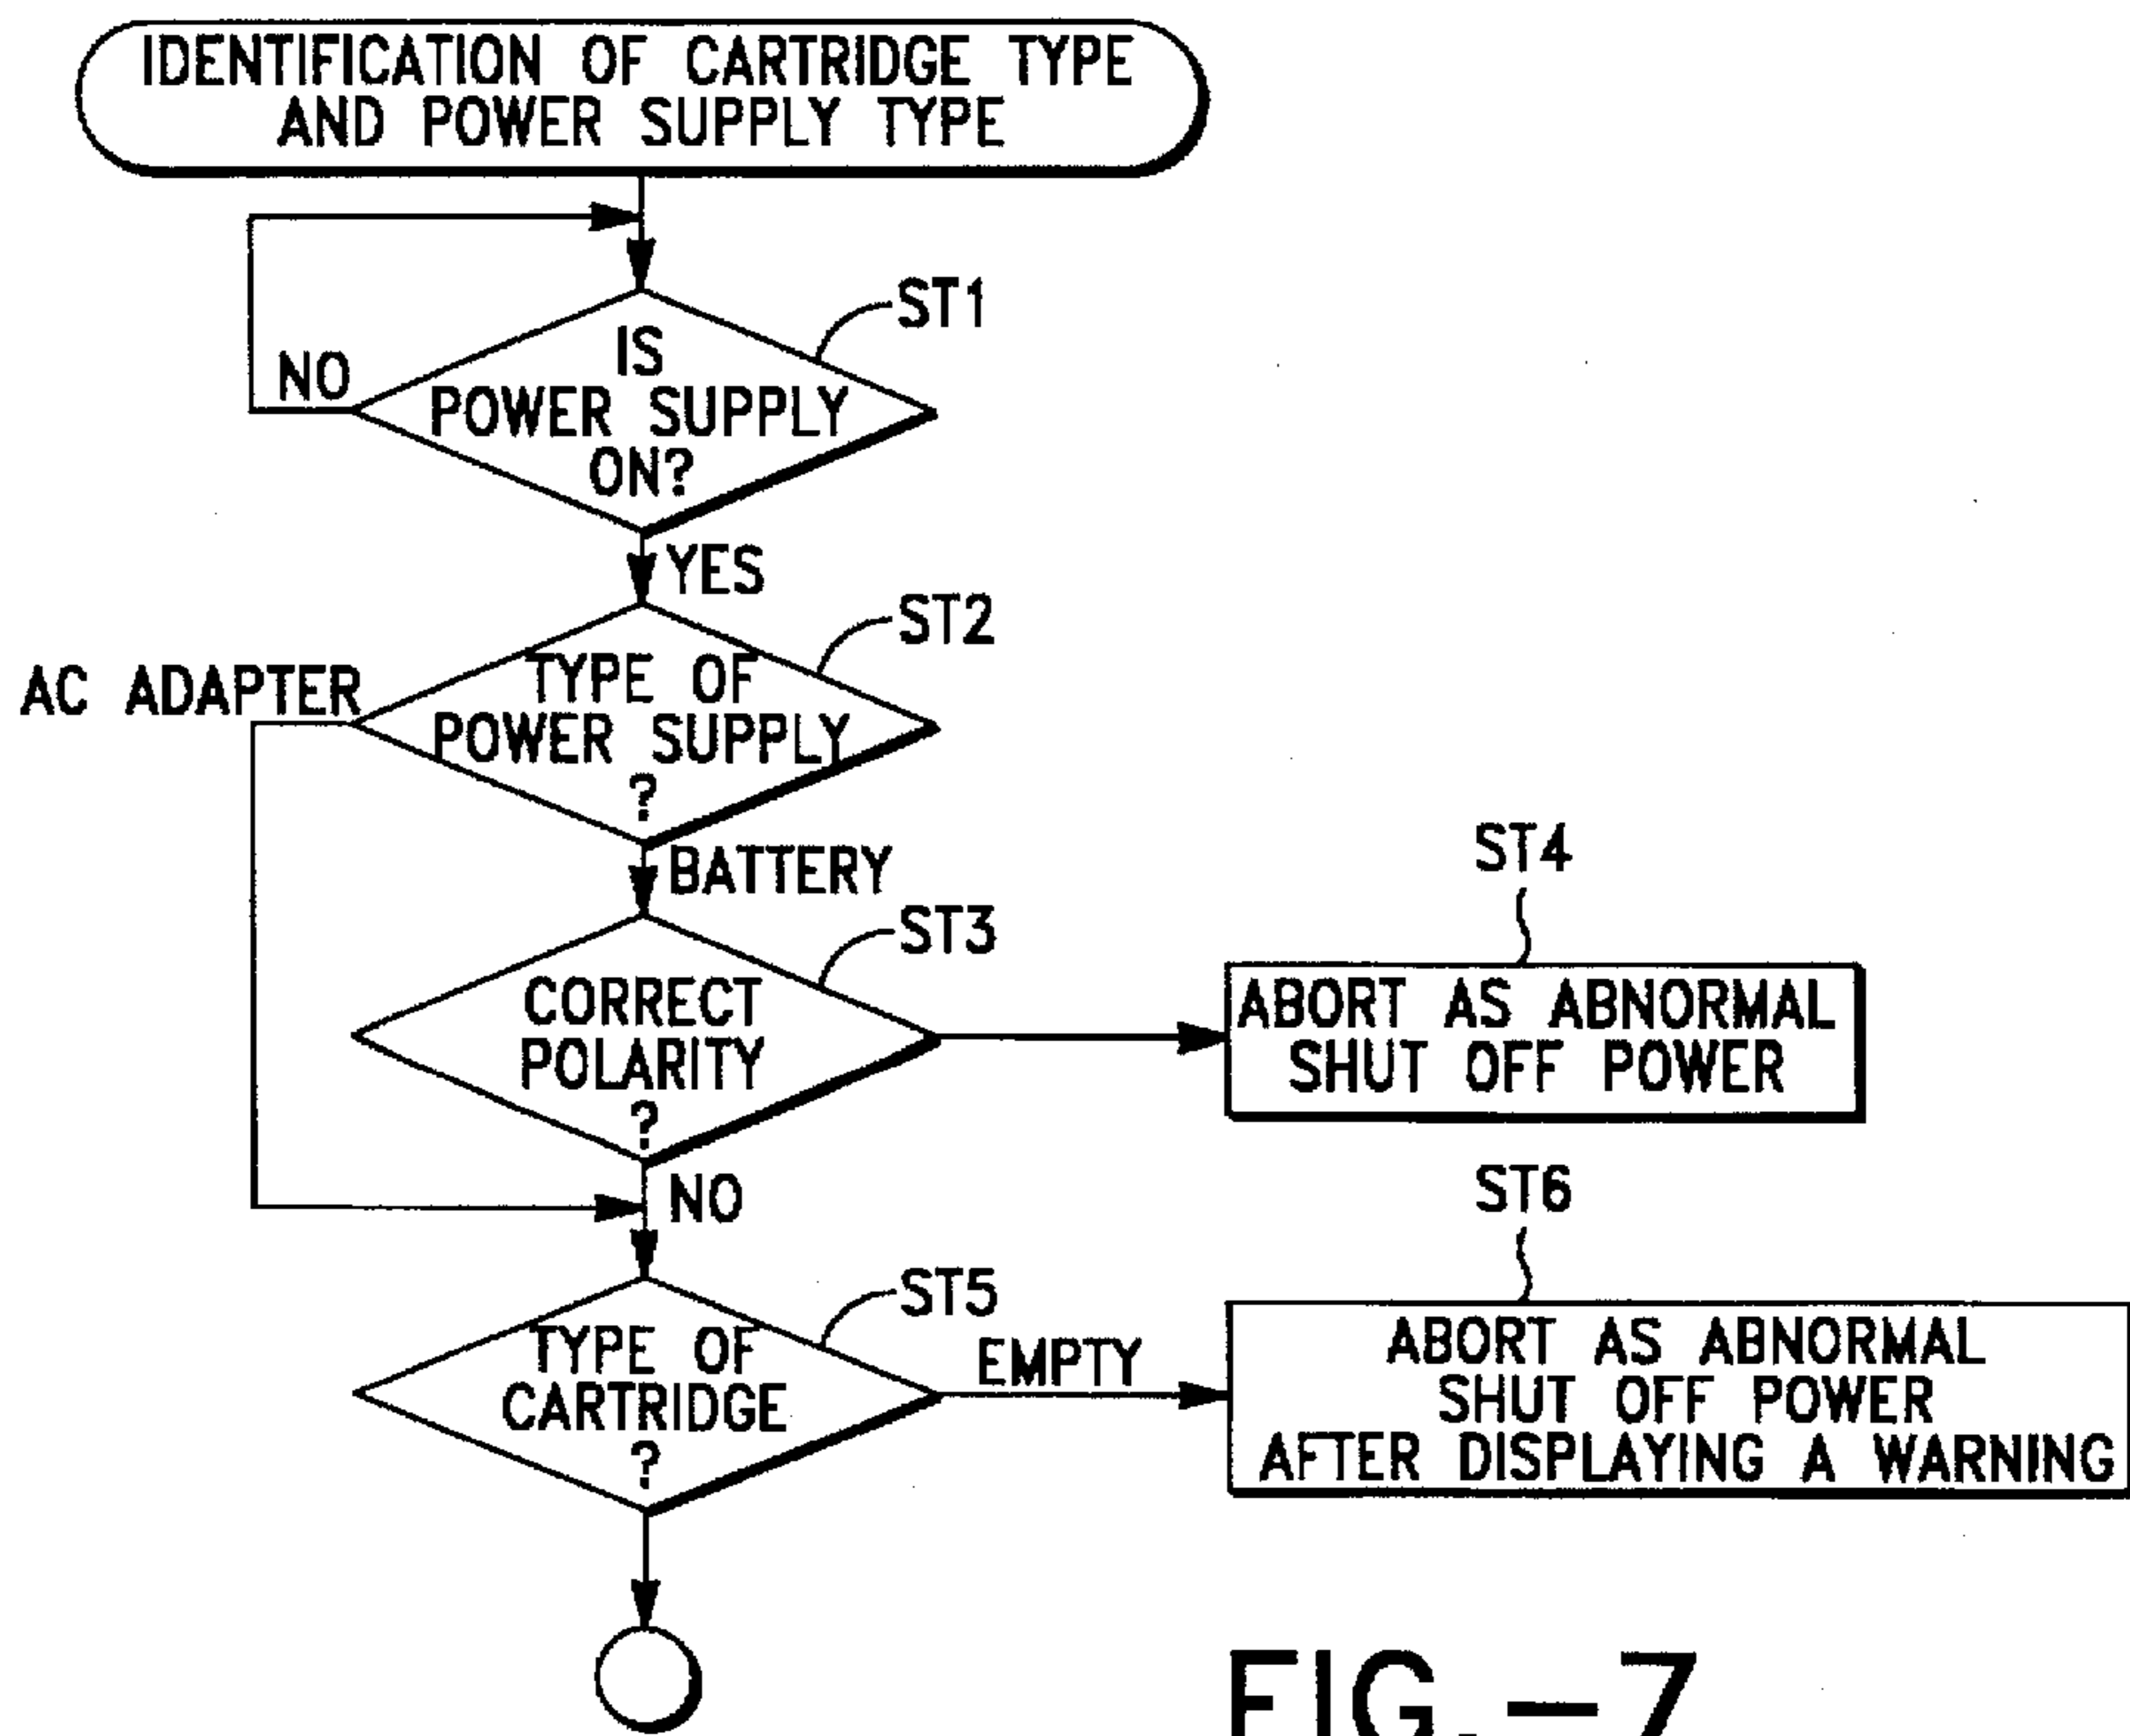 IDENTIFICATION OF CARTRIDGE TYPE
AND POWER SUPPLY TYPE
ST1
NO
IS
POWER SUPPLY
ON?
YES
ST2
AC ADAPTER
TYPE OF
POWER SUPPLY
?
BATTERY
ST3
CORRECT
POLARITY
?
ST4
ABORT AS ABNORMAL
SHUT OFF POWER
NO
ST5
TYPE OF
CARTRIDGE
?
EMPTY
ST6
ABORT AS ABNORMAL
SHUT OFF POWER
AFTER DISPLAYING A WARNING
FIG.-7